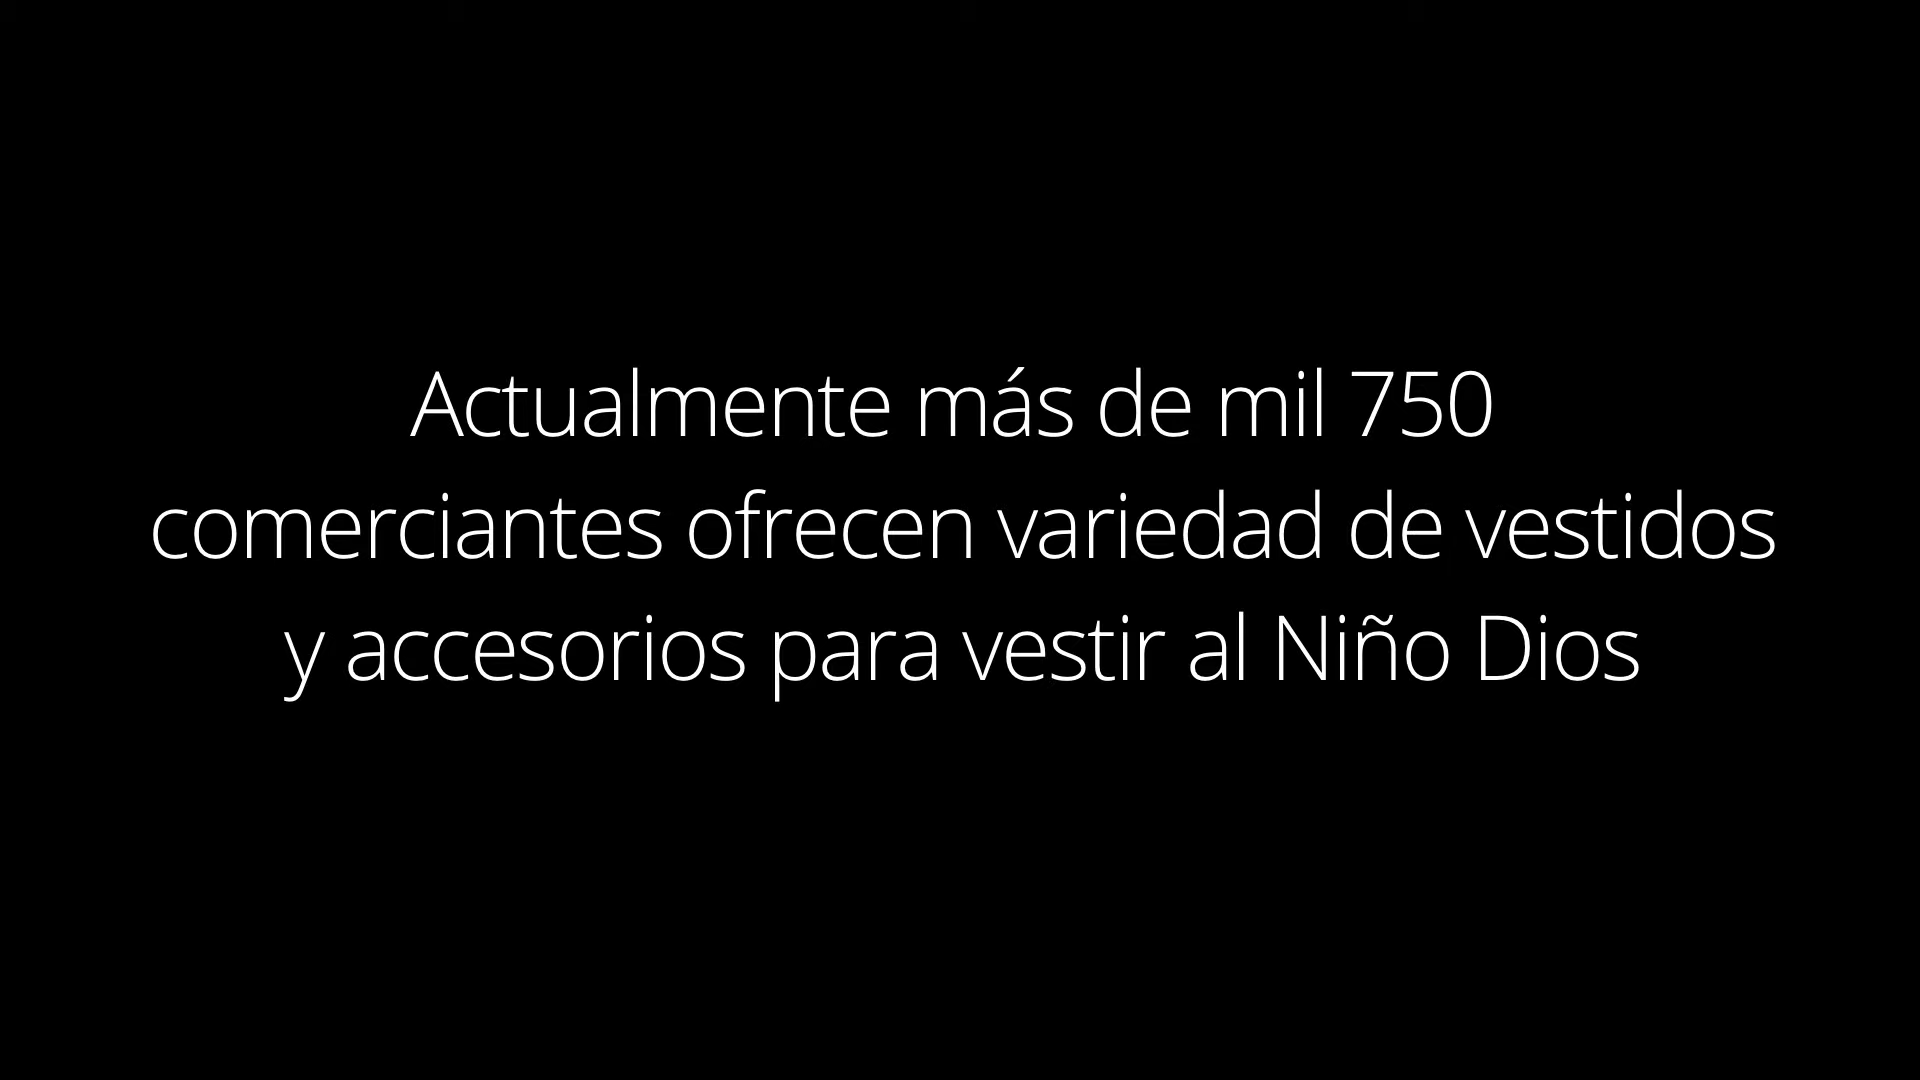 Actualmente más de mil 750
comerciantes ofrecen variedad de vestidos
y accesorios para vestir al Niño Dios